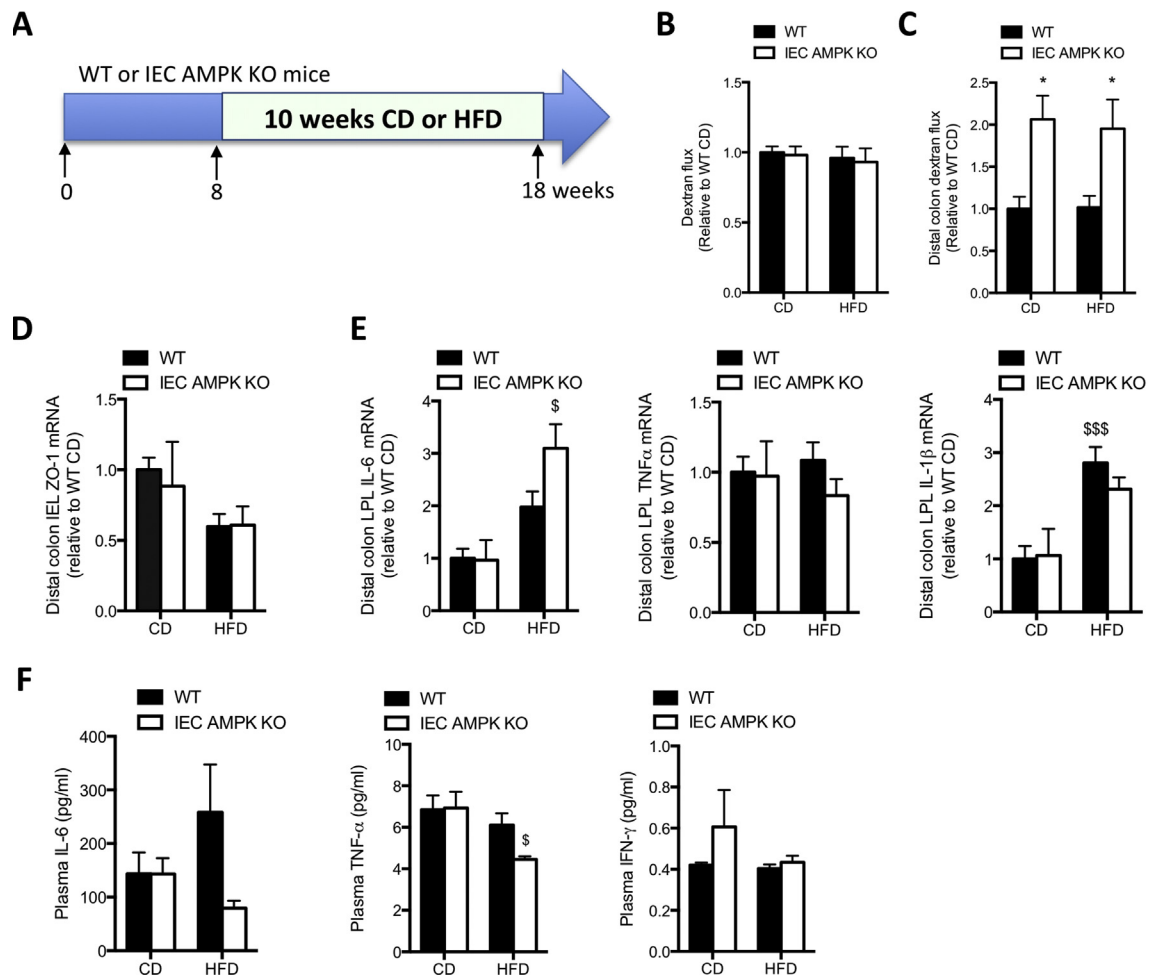 A
WT or IEC AMPK KO mice
10 weeks CD or HFD
0
8
18 weeks
B
WT
IEC AMPK KO
Dextran flux
(Relative to WT CD)
1.5
1.0
0.5
0.0
CD
HFD
C
WT
IEC AMPK KO
Distal colon dextran flux
(Relative to WT CD)
2.5
2.0
1.5
1.0
0.5
0.0
*
*
CD
HFD
D
WT
IEC AMPK KO
Distal colon IEL ZO-1 mRNA
(relative to WT CD)
1.5
1.0
0.5
0.0
CD
HFD
E
WT
IEC AMPK KO
Distal colon LPL IL-6 mRNA
(relative to WT CD)
4
3
2
1
0
$
CD
HFD
WT
IEC AMPK KO
Distal colon LPL TNFα mRNA
(relative to WT CD)
1.5
1.0
0.5
0.0
CD
HFD
WT
IEC AMPK KO
Distal colon LPL IL-1β mRNA
(relative to WT CD)
4
3
2
1
0
$$$
CD
HFD
F
WT
IEC AMPK KO
Plasma IL-6 (pg/ml)
400
300
200
100
0
CD
HFD
WT
IEC AMPK KO
Plasma TNF-α (pg/ml)
10
8
6
4
2
0
$
CD
HFD
WT
IEC AMPK KO
Plasma IFN-γ (pg/ml)
1.0
0.8
0.6
0.4
0.2
0.0
CD
HFD